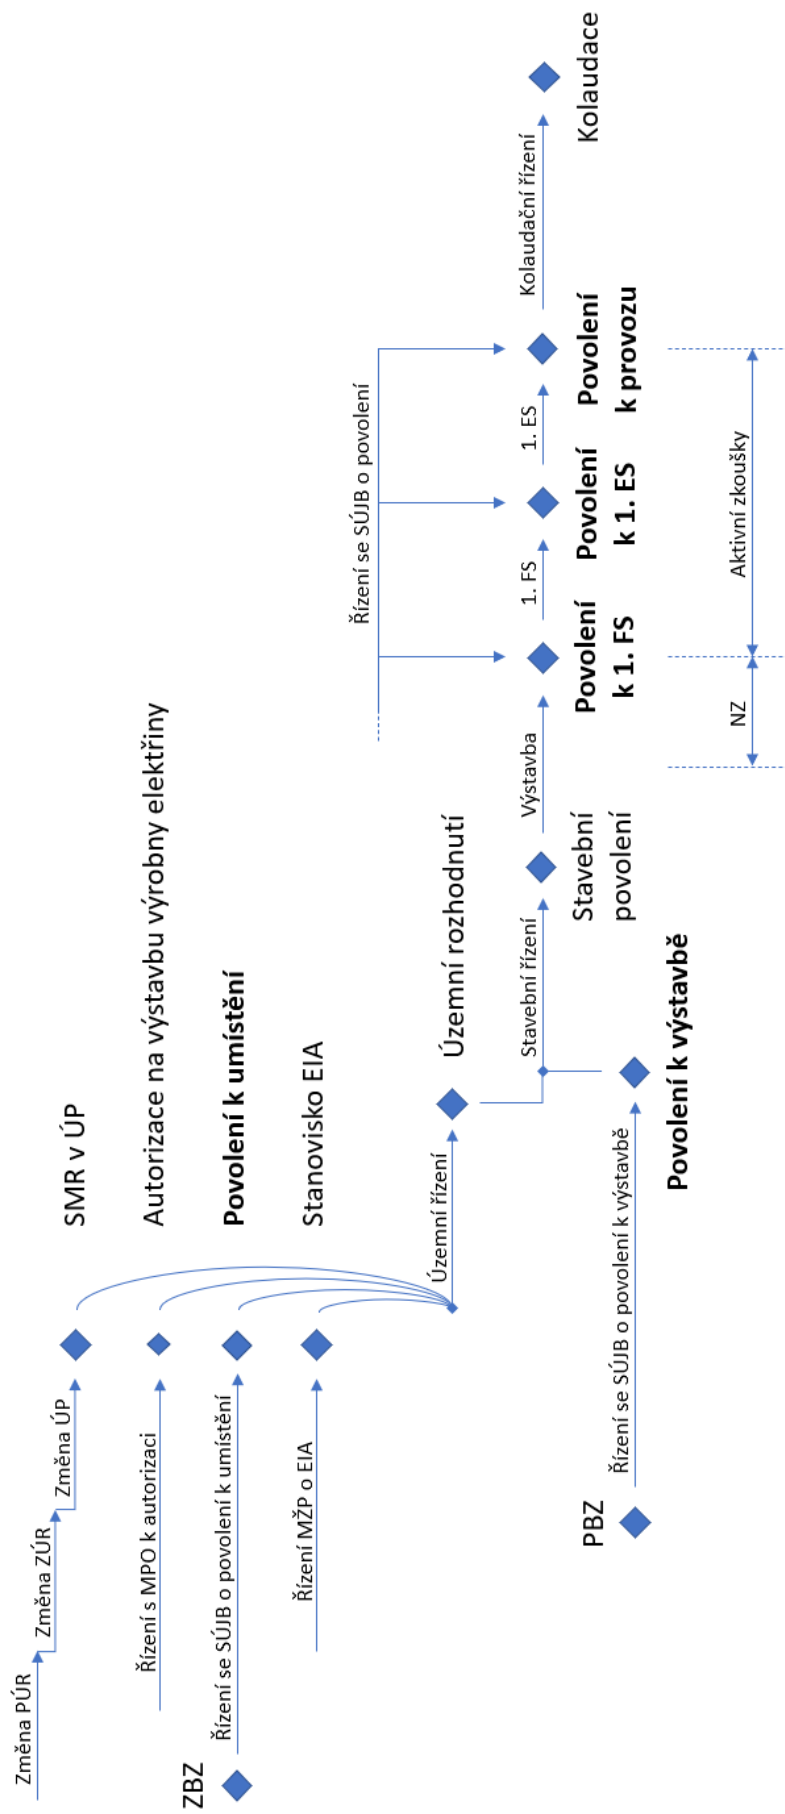 Změna PÚR
Změna ZÚR
Změna ÚP
SMR v ÚP
Řízení s MPO k autorizaci
Autorizace na výstavbu výrobny elektřiny
ZBZ
Řízení se SÚJB o povolení k umístění
Povolení k umístění
Řízení MŽP o EIA
Stanovisko EIA
Územní řízení
Územní rozhodnutí
PBZ
Řízení se SÚJB o povolení k výstavbě
Povolení k výstavbě
Stavební řízení
Stavební
povolení
Výstavba
Řízení se SÚJB o povolení
Povolení
k 1. FS
1. FS
Povolení
k 1. ES
1. ES
Povolení
k provozu
Kolaudační řízení
Kolaudace
NZ
Aktivní zkoušky